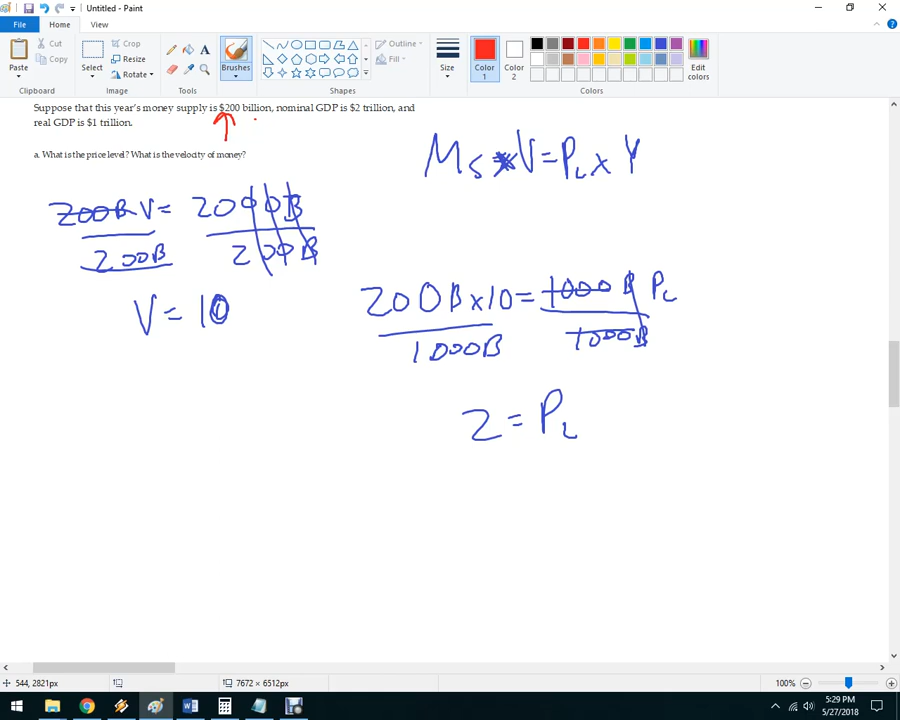 Untitled - Paint
File Home View
Paste
Cut
Copy
Clipboard
Select
Crop
Resize
Rotate
Image
Tools
Brushes
Shapes
Outline
Fill
Size
Color 1
Color 2
Edit colors
Colors
Suppose that this year's money supply is $200 billion, nominal GDP is $2 trillion, and
real GDP is $1 trillion.
a. What is the price level? What is the velocity of money?
Ms × V = PL × Y
200B V = 2000B
200B 200B
V = 10
200B × 10 = 1000B PL
1000B 1000B
2 = PL
544, 2821px
7672 × 6512px
100%
5:29 PM
5/27/2018